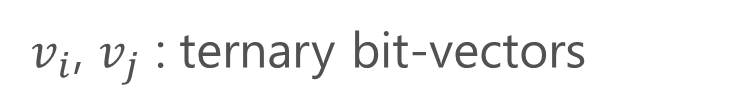 𝑣ᵢ, 𝑣ⱼ : ternary bit-vectors